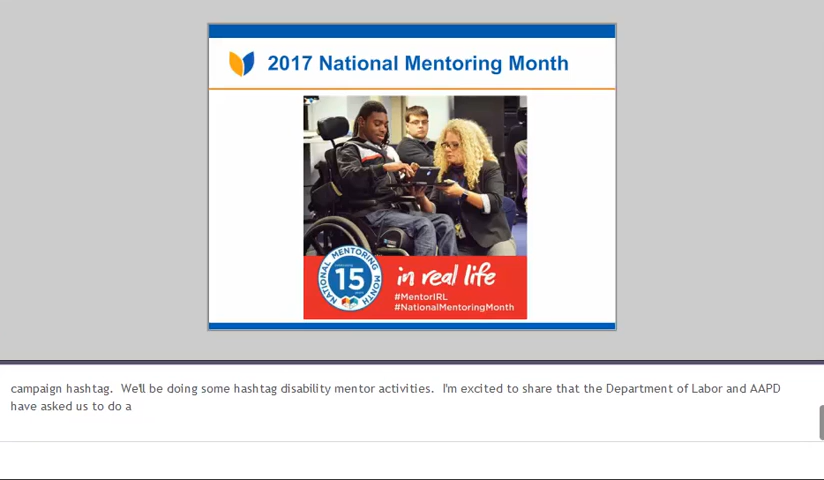 2017 National Mentoring Month
NATIONAL MENTORING MONTH
15
in real life
#MentorIRL
#NationalMentoringMonth
campaign hashtag. We'll be doing some hashtag disability mentor activities. I'm excited to share that the Department of Labor and AAPD
have asked us to do a